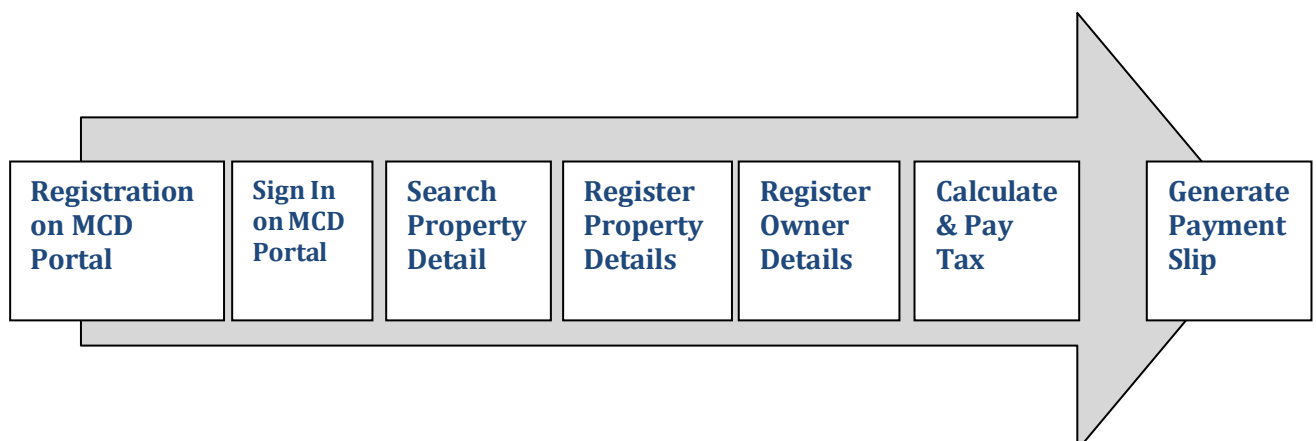 Registration
on MCD
Portal
Sign In
on MCD
Portal
Search
Property
Detail
Register
Property
Details
Register
Owner
Details
Calculate
& Pay
Tax
Generate
Payment
Slip